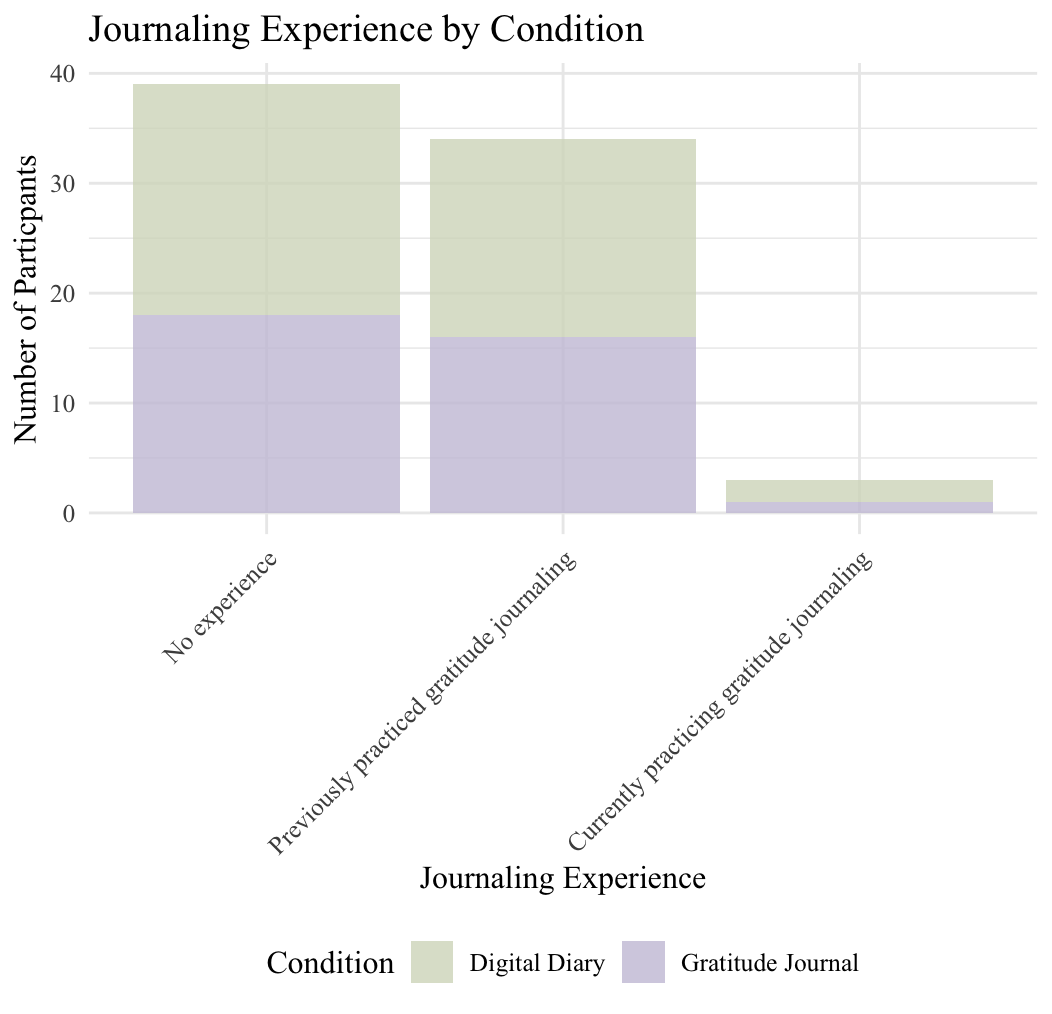 Journaling Experience by Condition
Number of Particpants
40
30
20
10
0
No experience
Previously practiced gratitude journaling
Currently practicing gratitude journaling
Journaling Experience
Condition
Digital Diary
Gratitude Journal